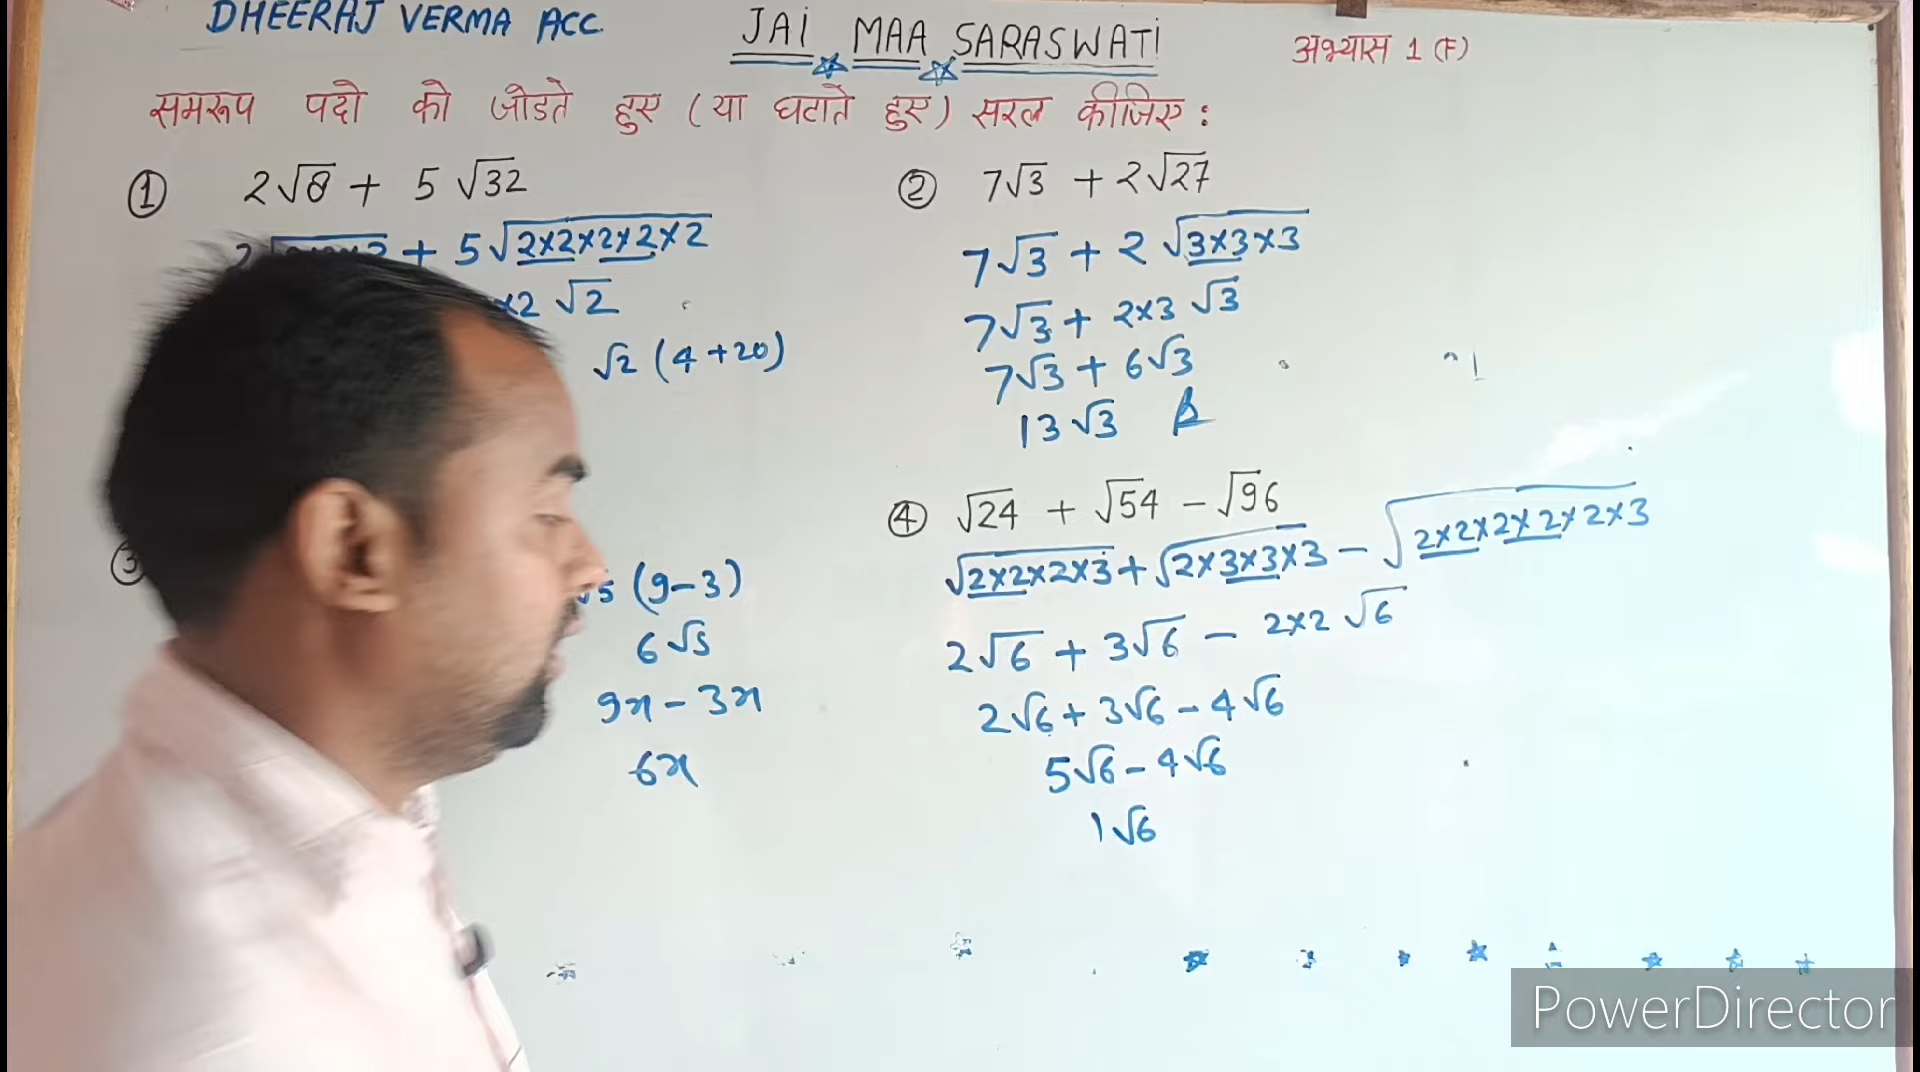 DHEERAJ VERMA ACC.
JAI MAA SARASWATI
अभ्यास 1 (F)
समरूप पदो को जोडते हुए (या घटाते हुए) सरल कीजिए :
① 2√8 + 5√32
+ 5√2×2×2×2×2
×2 √2
√2 (4+20)
② 7√3 + 2√27
7√3 + 2√3×3×3
7√3 + 2×3√3
7√3 + 6√3
13√3
③
√5 (9-3)
6√5
9x - 3x
6x
④ √24 + √54 - √96
√2×2×2×3 + √2×3×3×3 - √2×2×2×2×2×3
2√6 + 3√6 - 2×2√6
2√6 + 3√6 - 4√6
5√6 - 4√6
1√6
PowerDirector